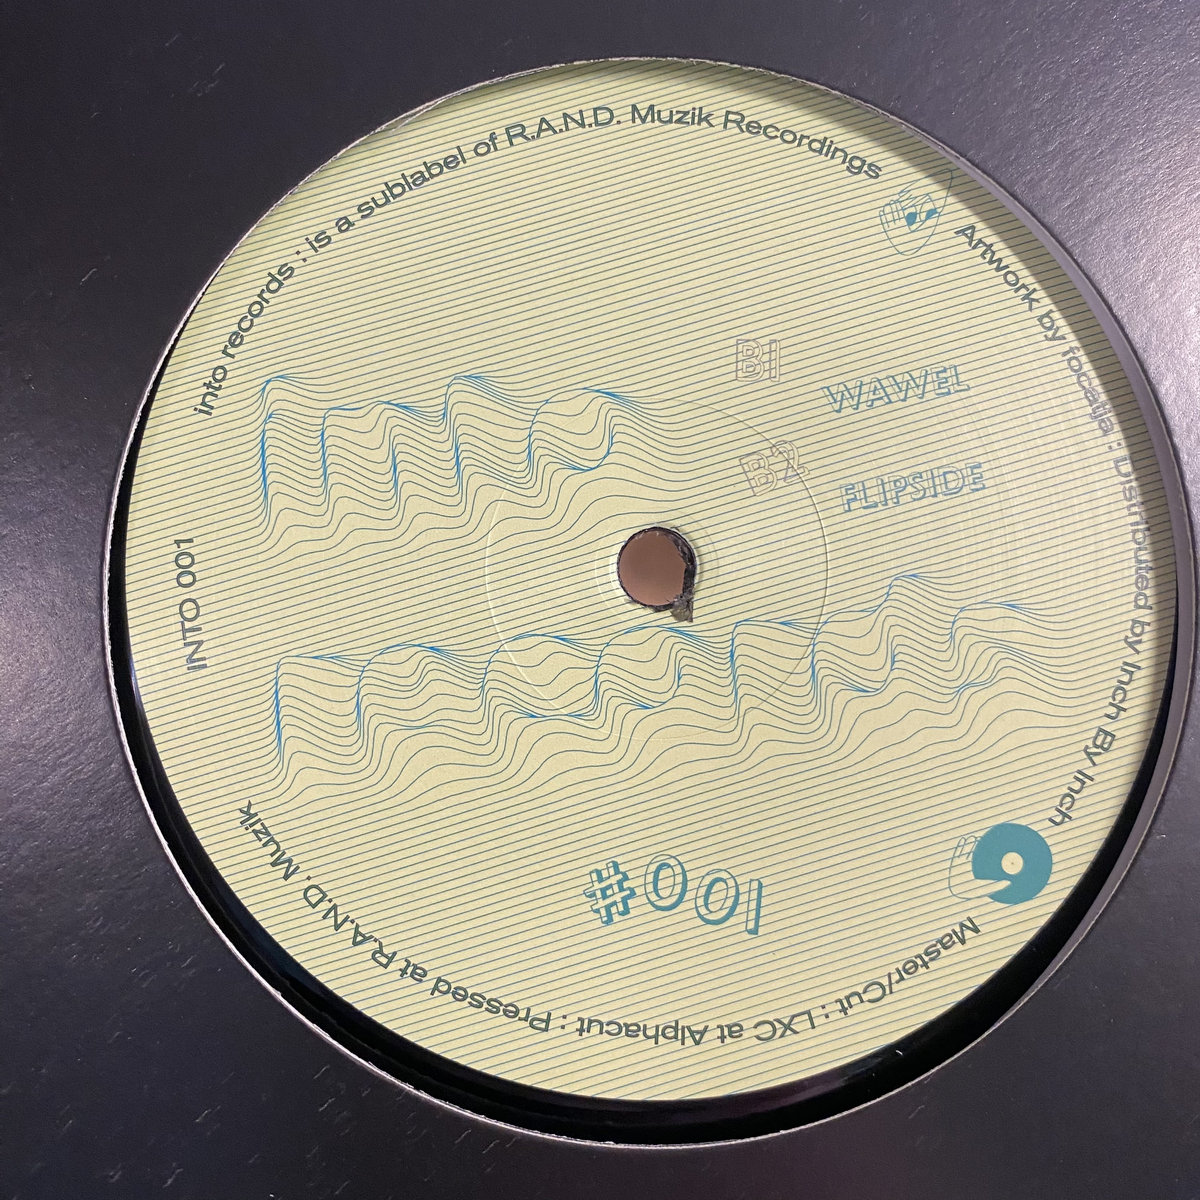 into records : is a sublabel of R.A.N.D. Muzik Recordings
Artwork by focatja : Distributed by Inch By Inch
Master/Cut : LXC at Alphacut : Pressed at R.A.N.D. Muzik
INTO 001
B1 WAWEL
B2 FLIPSIDE
#001